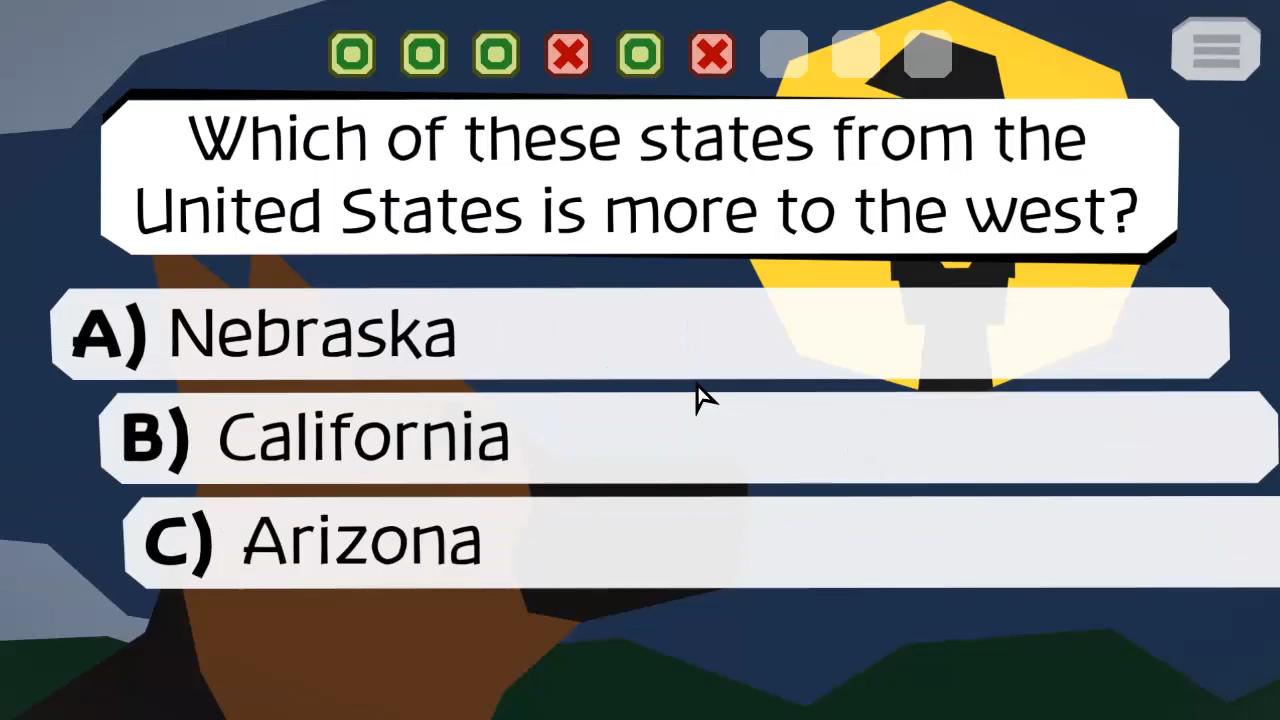 Which of these states from the
United States is more to the west?
A) Nebraska
B) California
C) Arizona